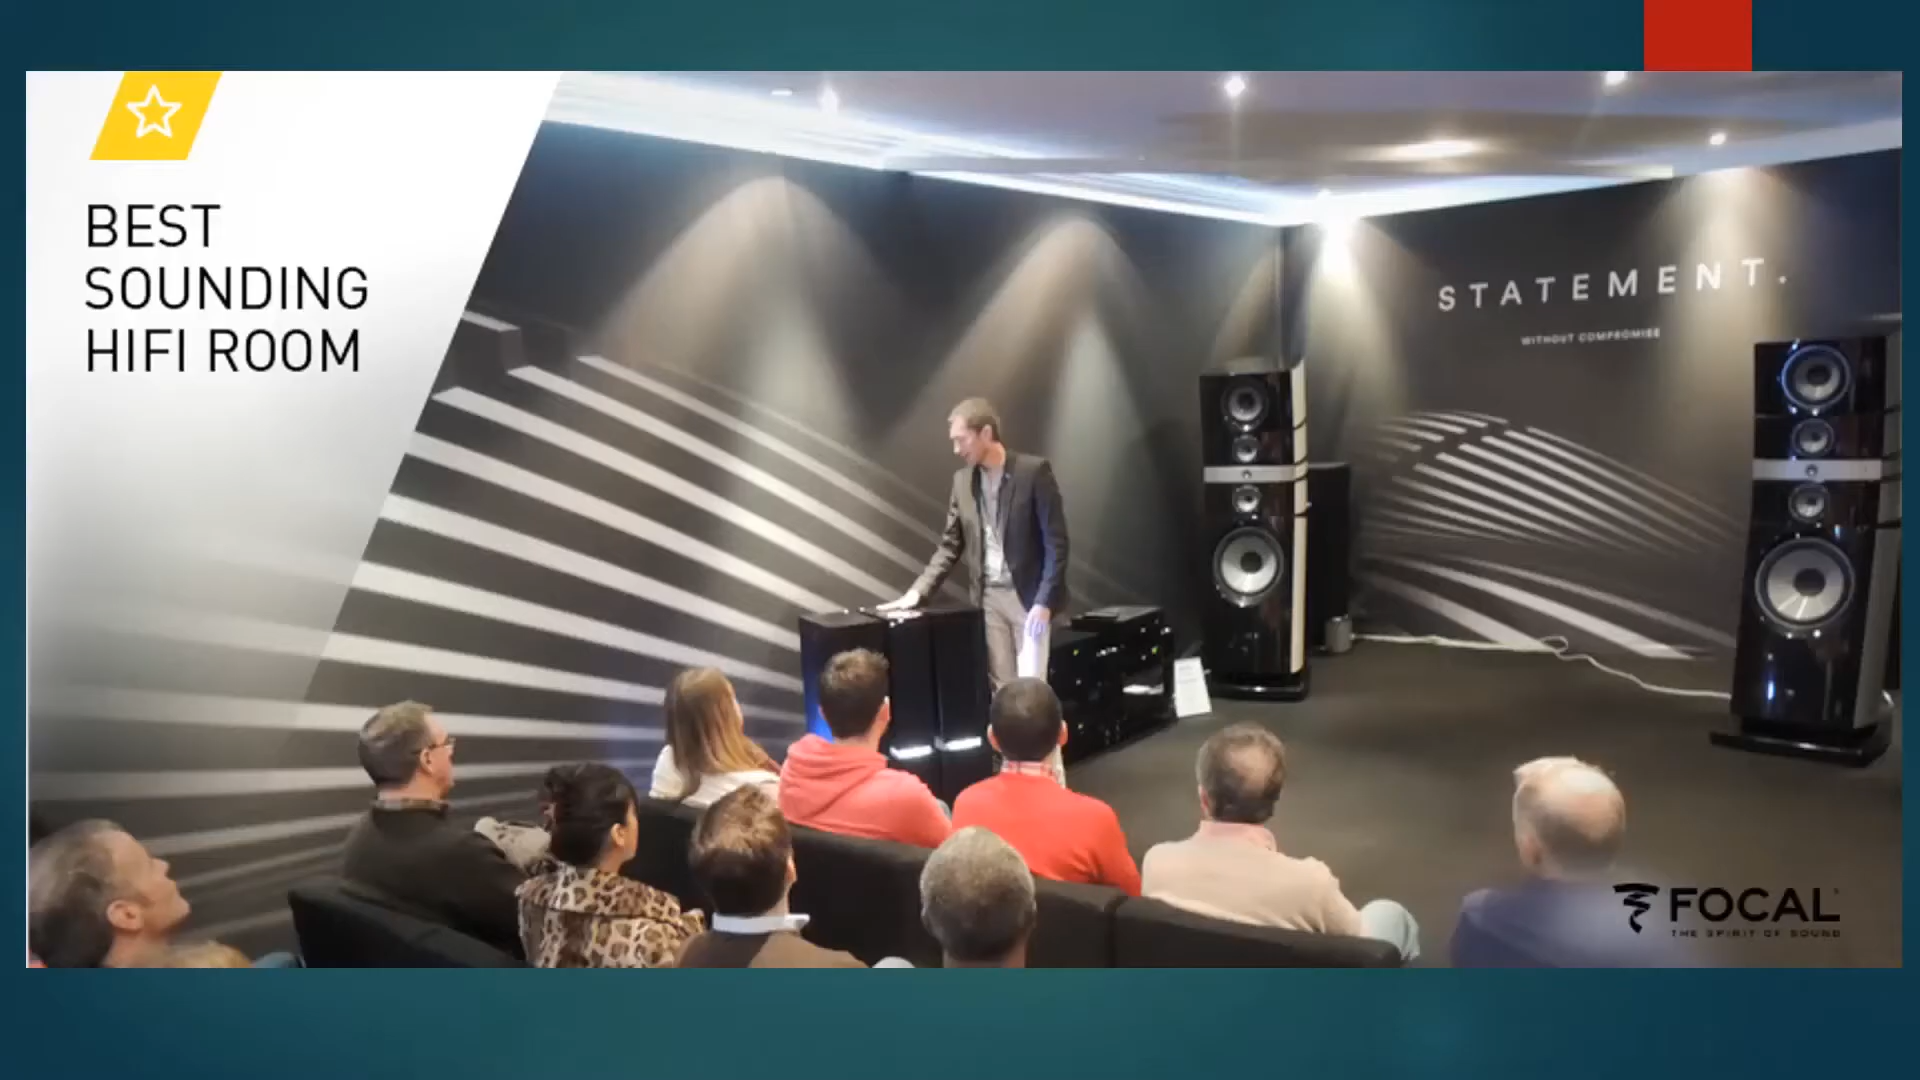 BEST
SOUNDING
HIFI ROOM
STATEMENT.
WITHOUT COMPROMISE
FOCAL
THE SPIRIT OF SOUND